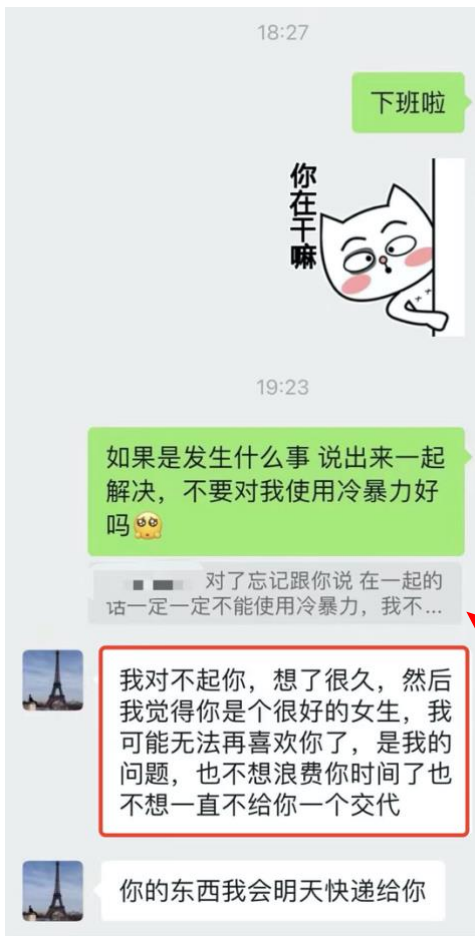 18:27
下班啦
你在干嘛
19:23
如果是发生什么事 说出来一起
解决，不要对我使用冷暴力好
吗🥺
对了忘记跟你说 在一起的
话一定一定不能使用冷暴力，我不...
我对不起你，想了很久，然后
我觉得你是个很好的女生，我
可能无法再喜欢你了，是我的
问题，也不想浪费你时间了也
不想一直不给你一个交代
你的东西我会明天快递给你